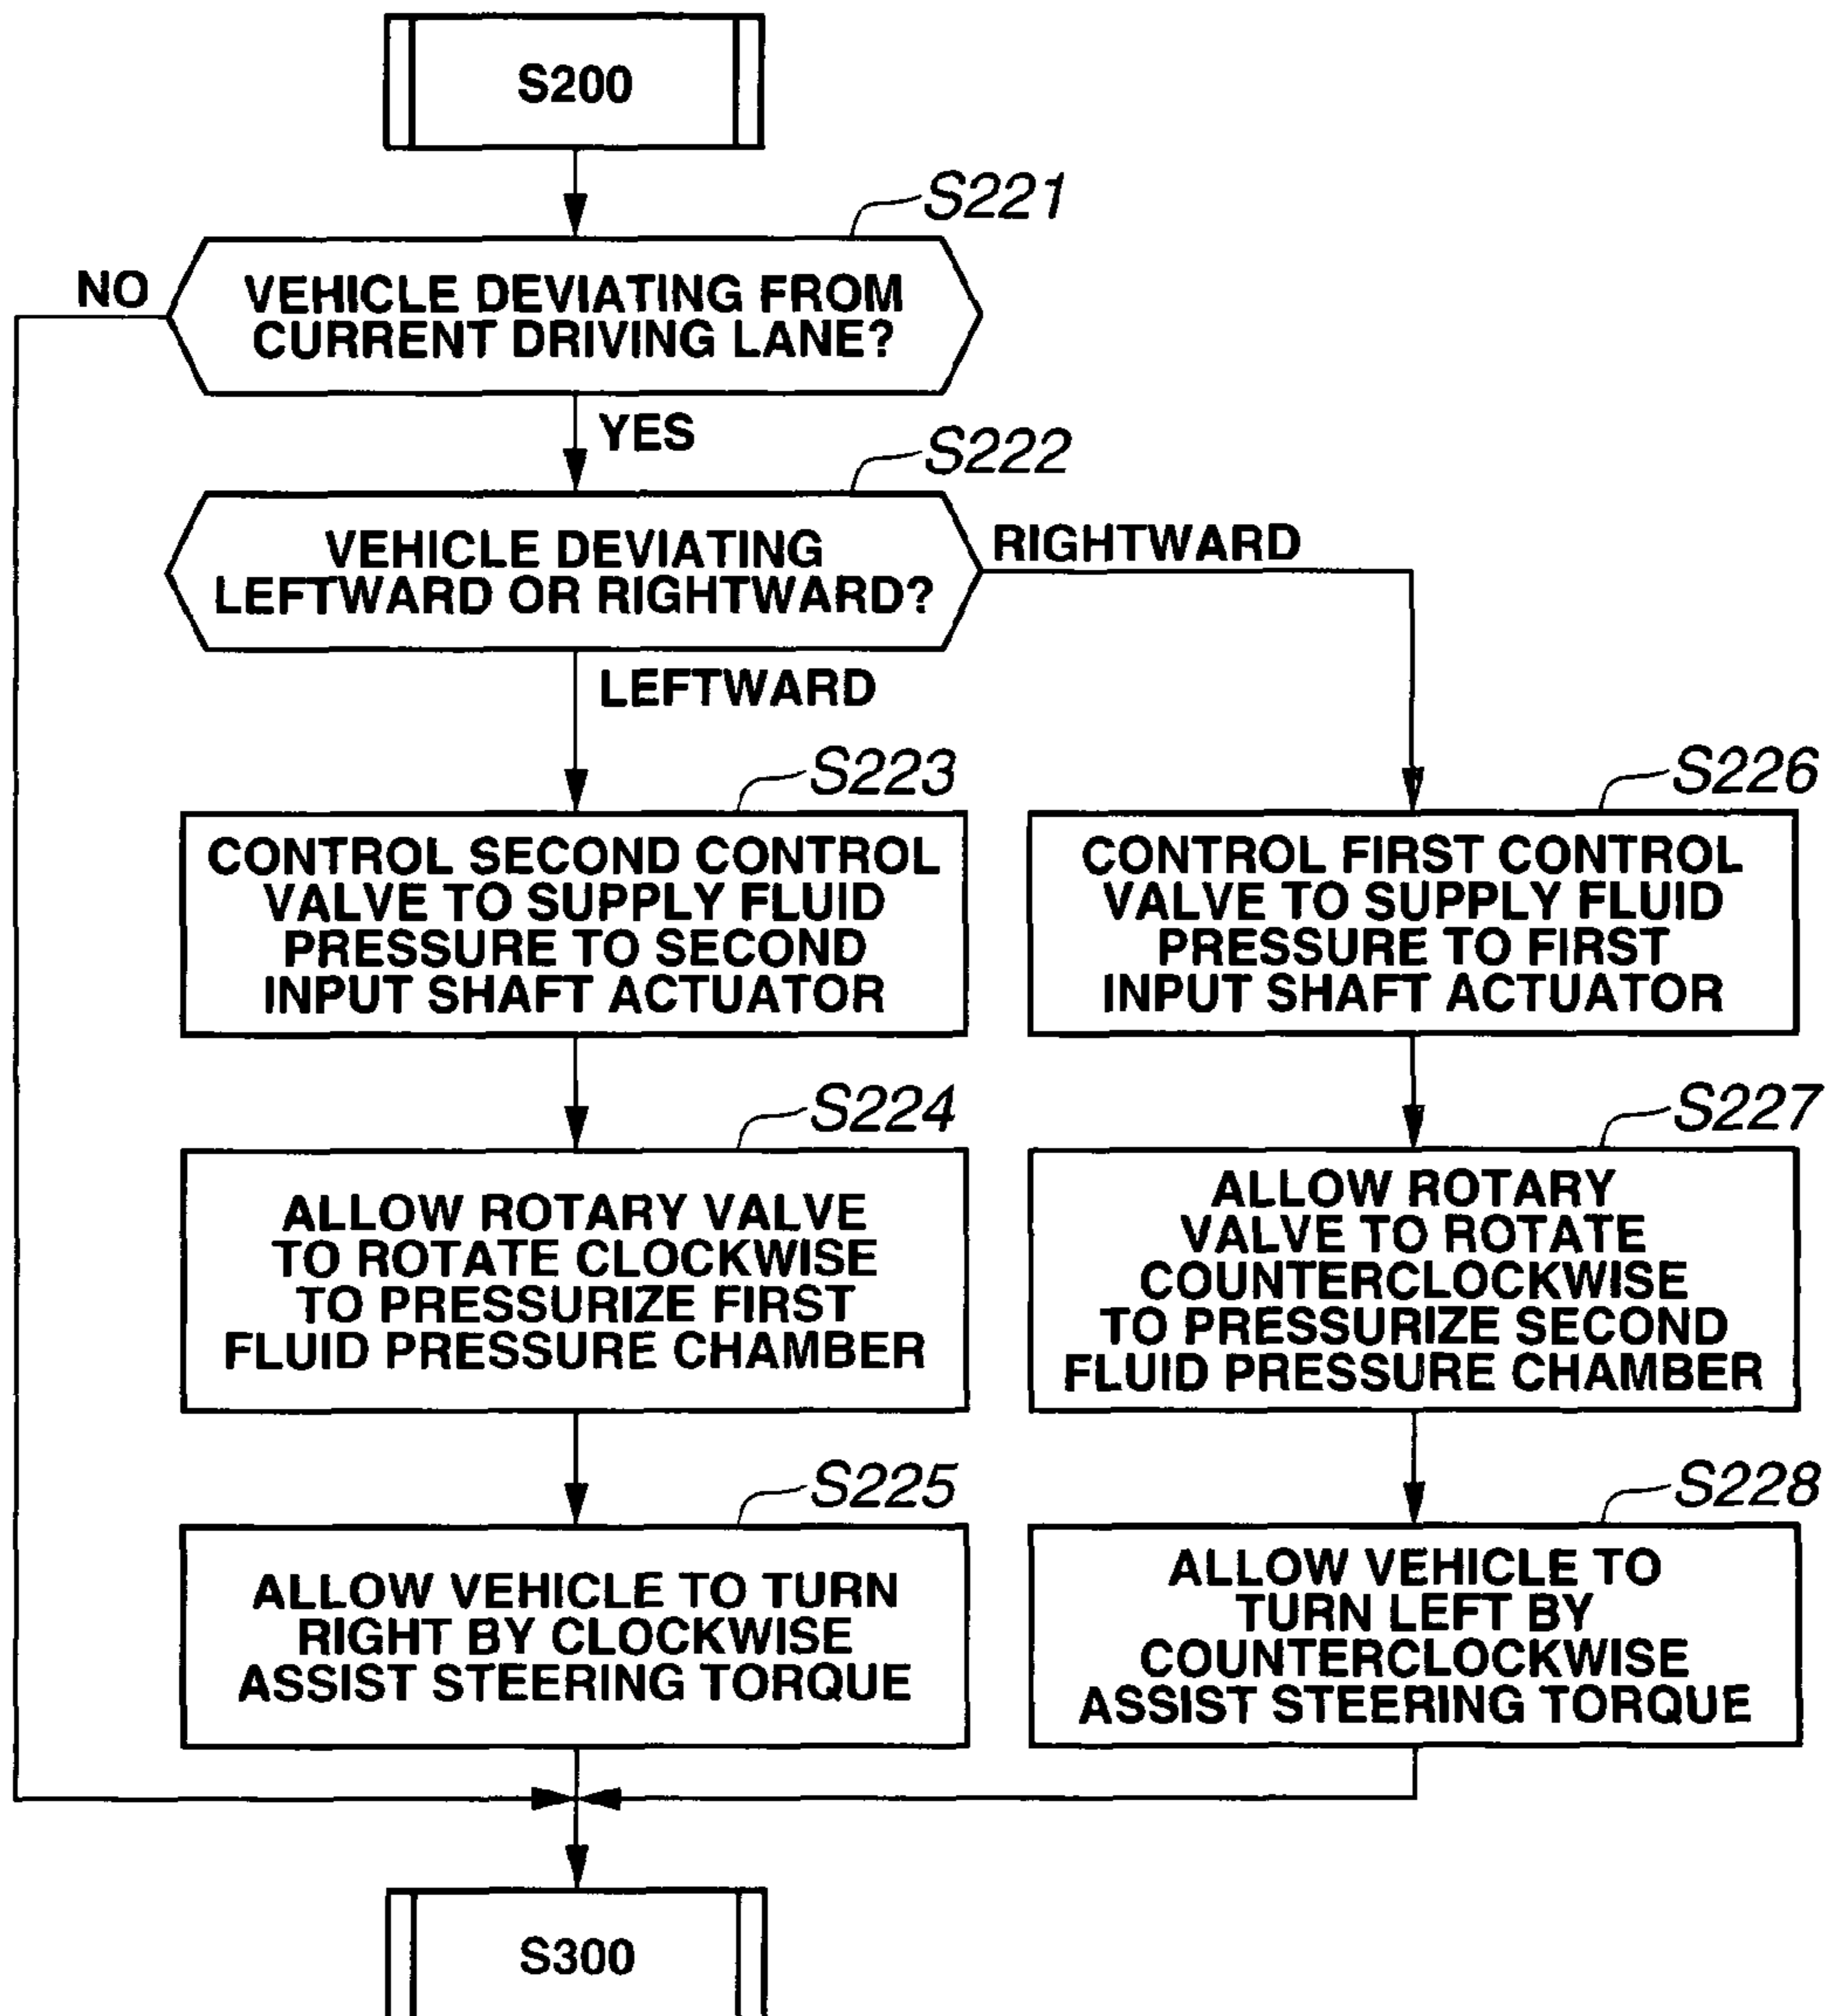 S200
S221
NO
VEHICLE DEVIATING FROM
CURRENT DRIVING LANE?
YES
S222
VEHICLE DEVIATING
LEFTWARD OR RIGHTWARD?
RIGHTWARD
LEFTWARD
S223
CONTROL SECOND CONTROL
VALVE TO SUPPLY FLUID
PRESSURE TO SECOND
INPUT SHAFT ACTUATOR
S226
CONTROL FIRST CONTROL
VALVE TO SUPPLY FLUID
PRESSURE TO FIRST
INPUT SHAFT ACTUATOR
S224
ALLOW ROTARY VALVE
TO ROTATE CLOCKWISE
TO PRESSURIZE FIRST
FLUID PRESSURE CHAMBER
S227
ALLOW ROTARY
VALVE TO ROTATE
COUNTERCLOCKWISE
TO PRESSURIZE SECOND
FLUID PRESSURE CHAMBER
S225
ALLOW VEHICLE TO TURN
RIGHT BY CLOCKWISE
ASSIST STEERING TORQUE
S228
ALLOW VEHICLE TO
TURN LEFT BY
COUNTERCLOCKWISE
ASSIST STEERING TORQUE
S300